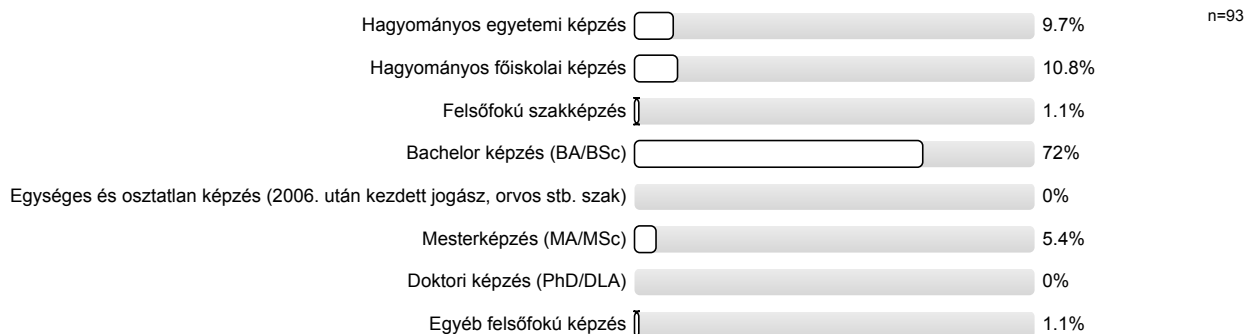 Hagyományos egyetemi képzés 9.7% n=93
Hagyományos főiskolai képzés 10.8%
Felsőfokú szakképzés 1.1%
Bachelor képzés (BA/BSc) 72%
Egységes és osztatlan képzés (2006. után kezdett jogász, orvos stb. szak) 0%
Mesterképzés (MA/MSc) 5.4%
Doktori képzés (PhD/DLA) 0%
Egyéb felsőfokú képzés 1.1%